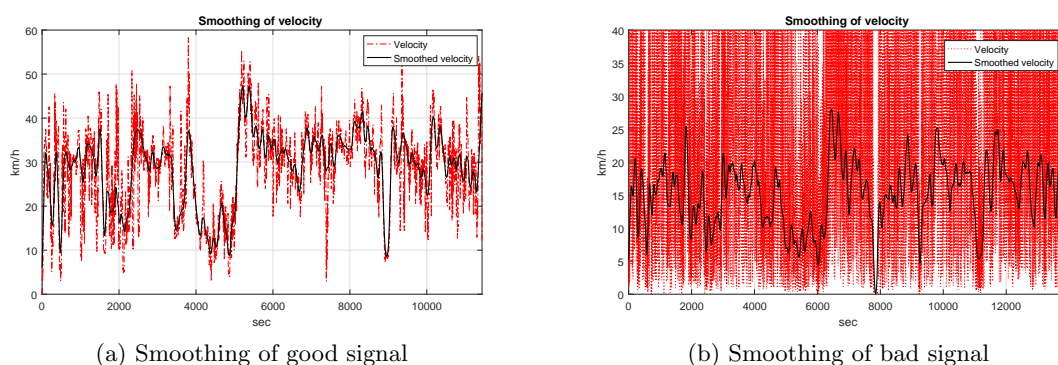 Smoothing of velocity
60
50
40
30
20
10
0
km/h
Velocity
Smoothed velocity
0 2000 4000 6000 8000 10000
sec
(a) Smoothing of good signal
Smoothing of velocity
40
35
30
25
20
15
10
5
0
km/h
Velocity
Smoothed velocity
0 2000 4000 6000 8000 10000 12000
sec
(b) Smoothing of bad signal